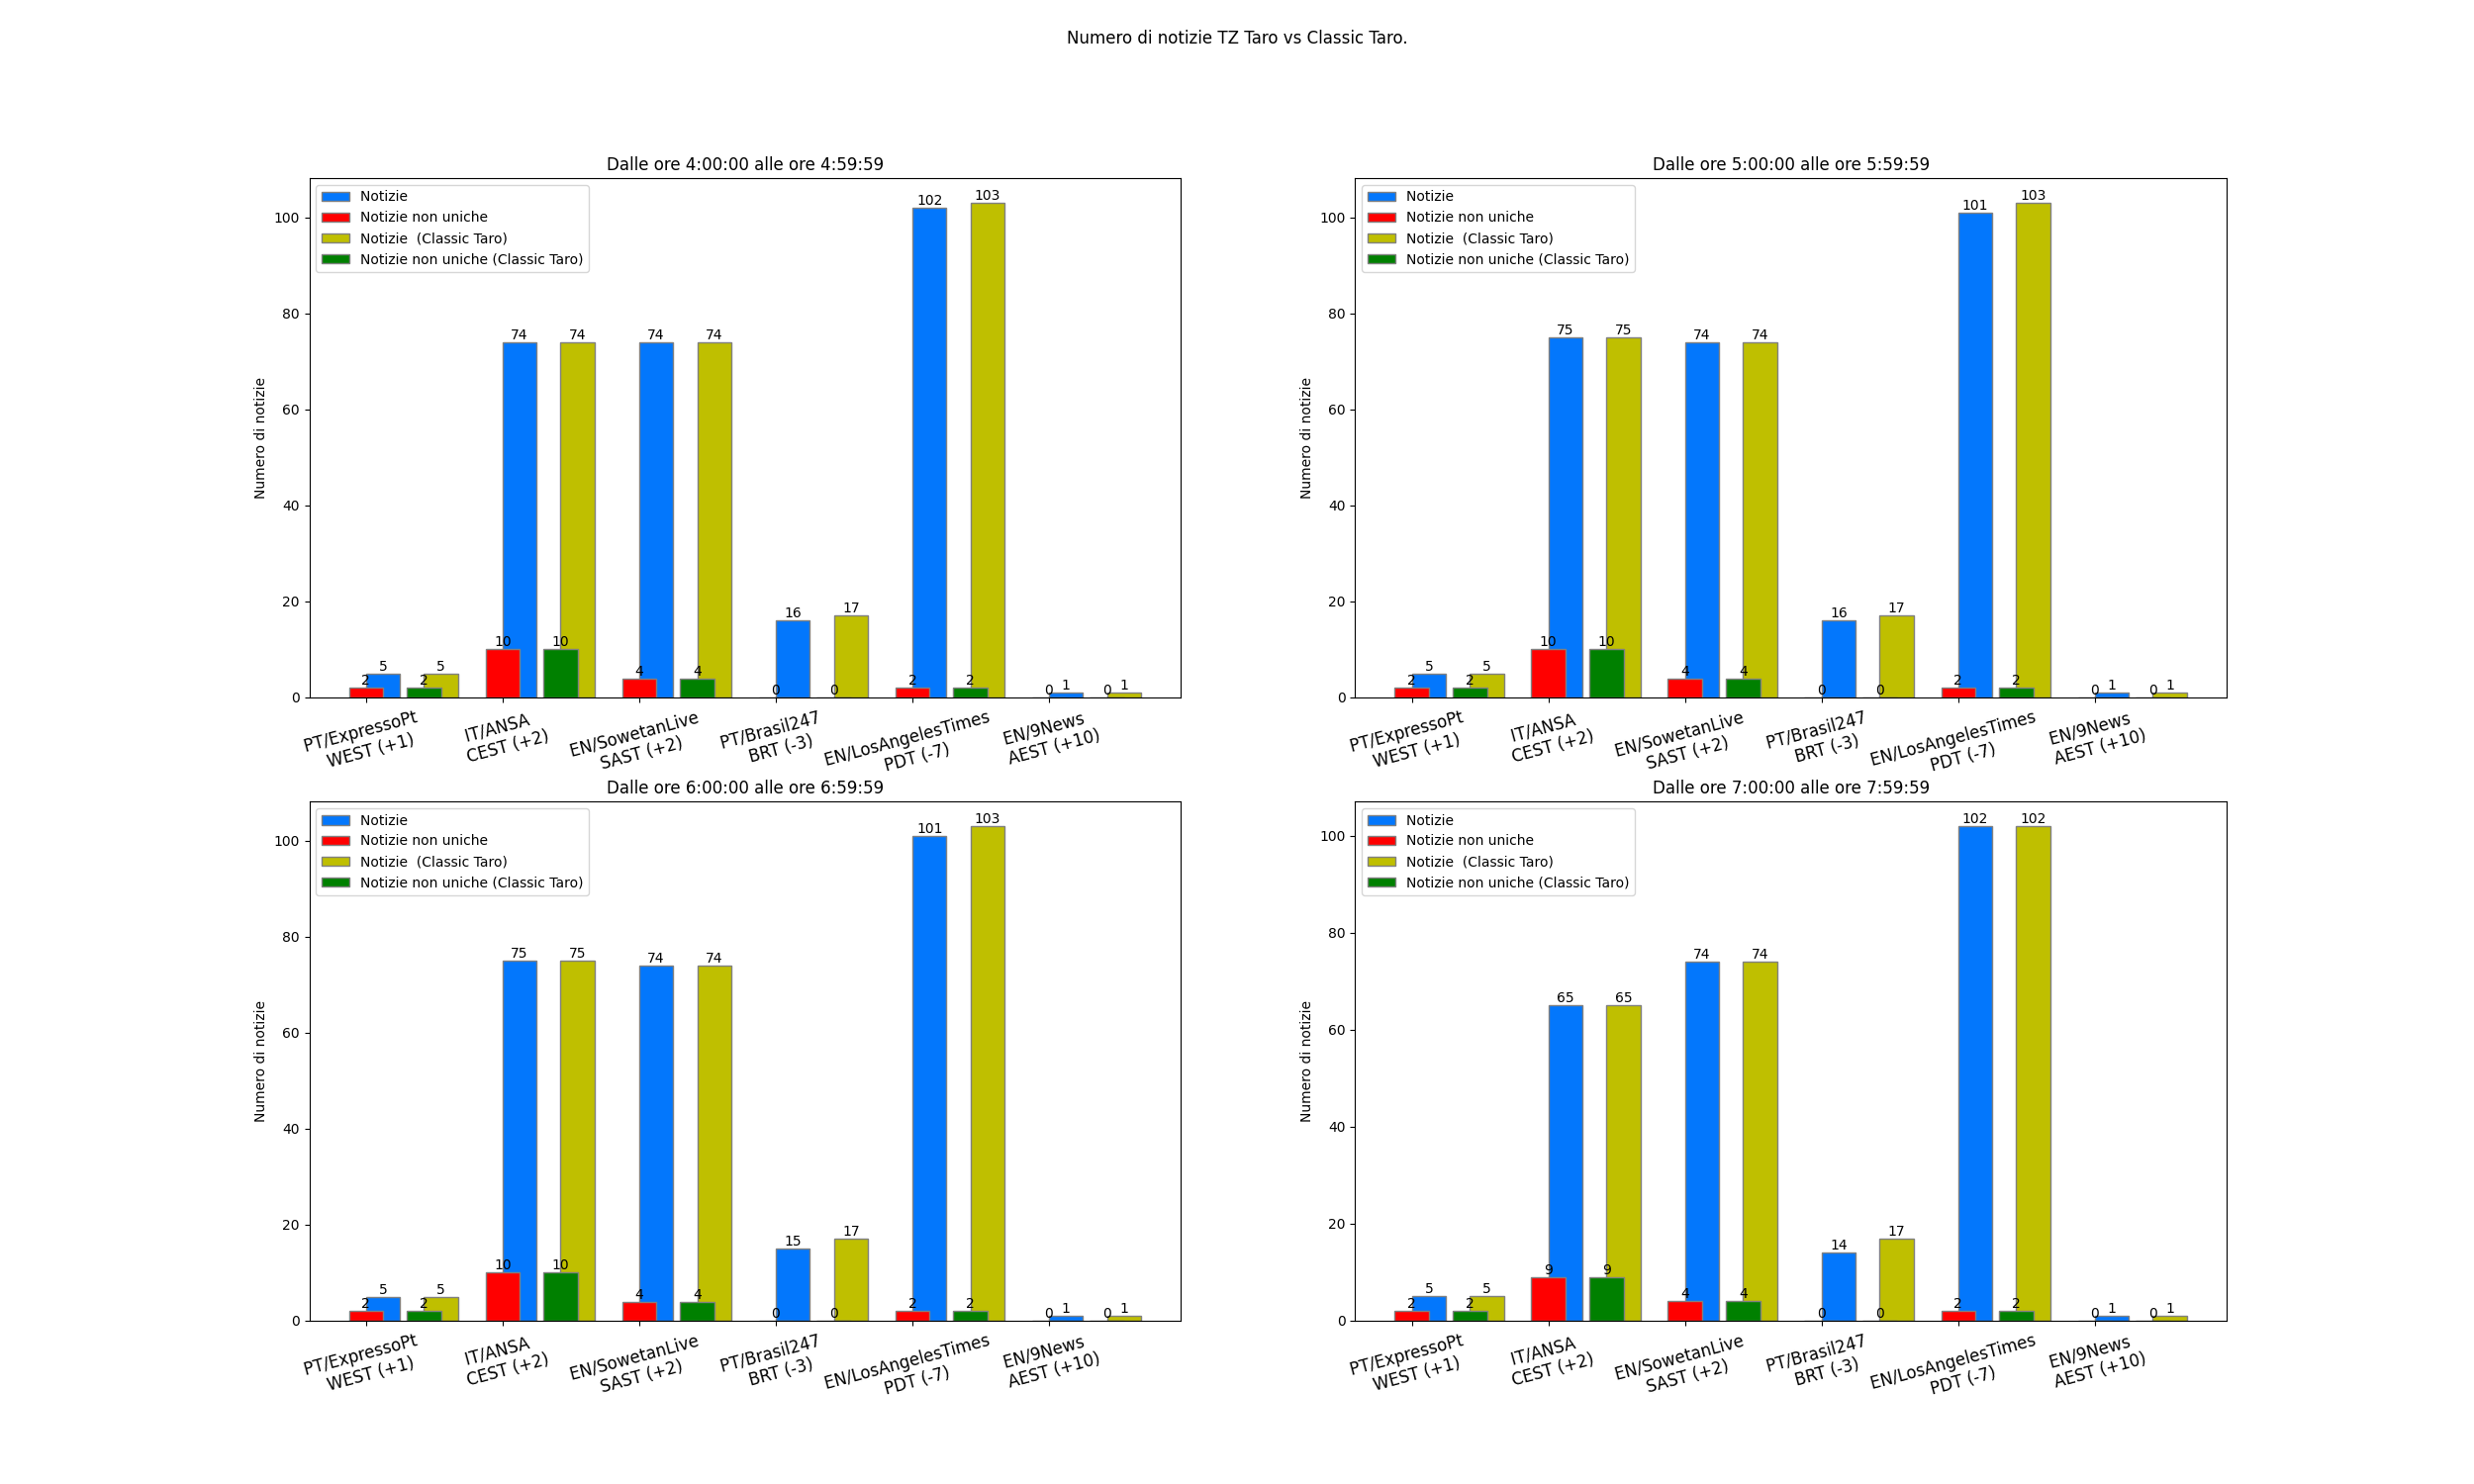 Numero di notizie TZ Taro vs Classic Taro.
Dalle ore 4:00:00 alle ore 4:59:59
Notizie
Notizie non uniche
Notizie  (Classic Taro)
Notizie non uniche (Classic Taro)
Numero di notizie
100
80
60
40
20
0
5
2
5
2
74
10
74
10
74
4
74
4
16
0
17
0
102
2
103
2
1
0
1
0
PT/ExpressoPt
WEST (+1)
IT/ANSA
CEST (+2)
EN/SowetanLive
SAST (+2)
PT/Brasil247
BRT (-3)
EN/LosAngelesTimes
PDT (-7)
EN/9News
AEST (+10)
Dalle ore 5:00:00 alle ore 5:59:59
Notizie
Notizie non uniche
Notizie  (Classic Taro)
Notizie non uniche (Classic Taro)
Numero di notizie
100
80
60
40
20
0
5
2
5
2
75
10
75
10
74
4
74
4
16
0
17
0
101
2
103
2
1
0
1
0
PT/ExpressoPt
WEST (+1)
IT/ANSA
CEST (+2)
EN/SowetanLive
SAST (+2)
PT/Brasil247
BRT (-3)
EN/LosAngelesTimes
PDT (-7)
EN/9News
AEST (+10)
Dalle ore 6:00:00 alle ore 6:59:59
Notizie
Notizie non uniche
Notizie  (Classic Taro)
Notizie non uniche (Classic Taro)
Numero di notizie
100
80
60
40
20
0
5
2
5
2
75
10
75
10
74
4
74
4
15
0
17
0
101
2
103
2
1
0
1
0
PT/ExpressoPt
WEST (+1)
IT/ANSA
CEST (+2)
EN/SowetanLive
SAST (+2)
PT/Brasil247
BRT (-3)
EN/LosAngelesTimes
PDT (-7)
EN/9News
AEST (+10)
Dalle ore 7:00:00 alle ore 7:59:59
Notizie
Notizie non uniche
Notizie  (Classic Taro)
Notizie non uniche (Classic Taro)
Numero di notizie
100
80
60
40
20
0
5
2
5
2
65
9
65
9
74
4
74
4
14
0
17
0
102
2
102
2
1
0
1
0
PT/ExpressoPt
WEST (+1)
IT/ANSA
CEST (+2)
EN/SowetanLive
SAST (+2)
PT/Brasil247
BRT (-3)
EN/LosAngelesTimes
PDT (-7)
EN/9News
AEST (+10)